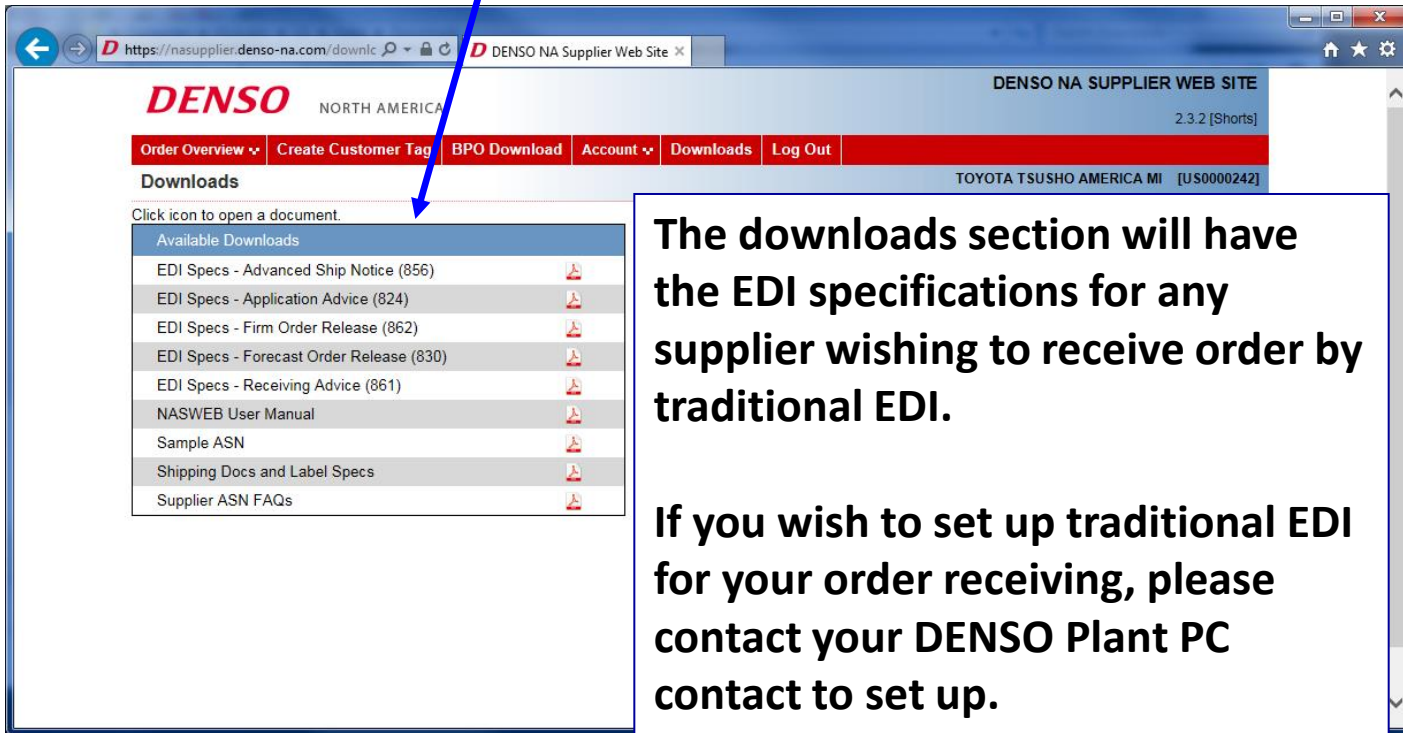 https://nasupplier.denso-na.com/downlc
DENSO NA Supplier Web Site
DENSO NORTH AMERICA
DENSO NA SUPPLIER WEB SITE
2.3.2 [Shorts]
Order Overview Create Customer Tag BPO Download Account Downloads Log Out
Downloads
TOYOTA TSUSHO AMERICA MI [US0000242]
Click icon to open a document.
Available Downloads
EDI Specs - Advanced Ship Notice (856)
EDI Specs - Application Advice (824)
EDI Specs - Firm Order Release (862)
EDI Specs - Forecast Order Release (830)
EDI Specs - Receiving Advice (861)
NASWEB User Manual
Sample ASN
Shipping Docs and Label Specs
Supplier ASN FAQs
The downloads section will have
the EDI specifications for any
supplier wishing to receive order by
traditional EDI.
If you wish to set up traditional EDI
for your order receiving, please
contact your DENSO Plant PC
contact to set up.